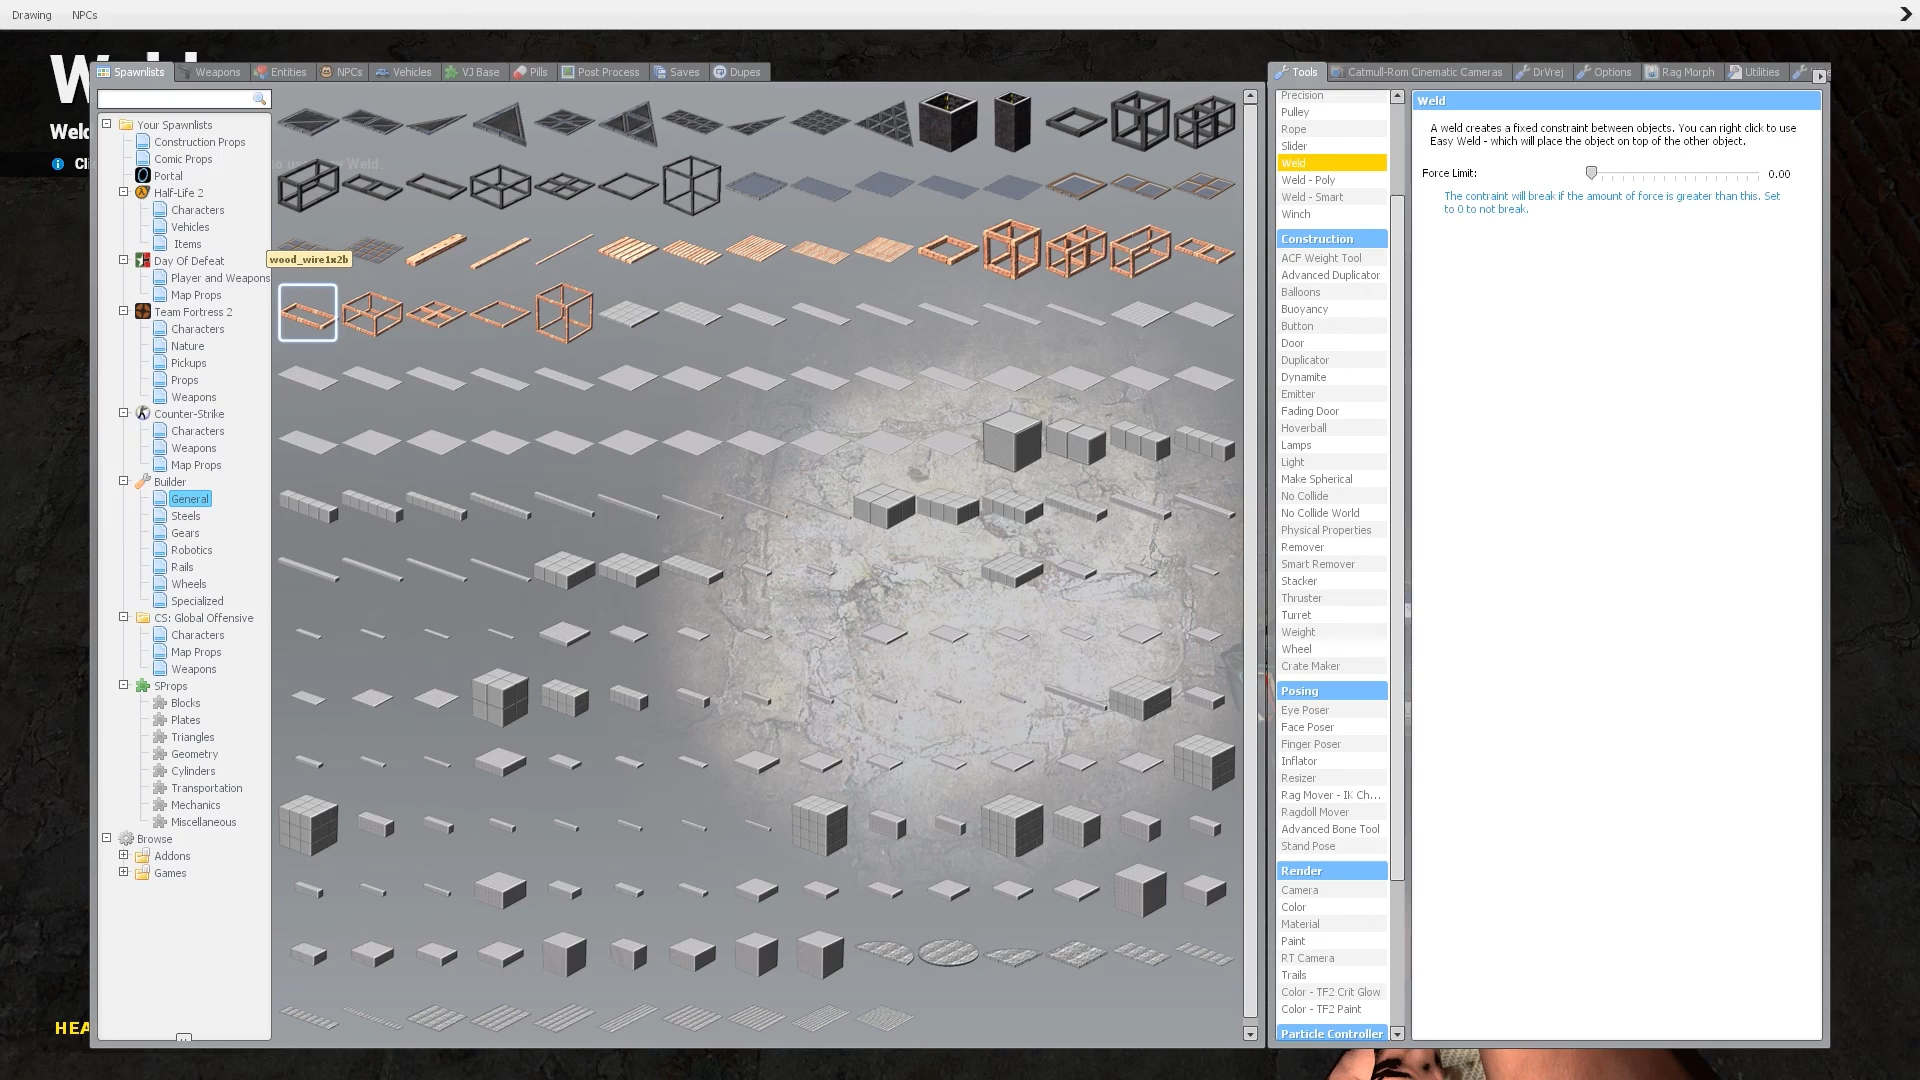 Drawing NPCs
Spawnlists Weapons Entities NPCs Vehicles VJ Base Pills Post Process Saves Dupes
Your Spawnlists
Construction Props
Comic Props
Portal
Half-Life 2
Characters
Vehicles
Items
Day Of Defeat
Player and Weapons
Map Props
Team Fortress 2
Characters
Nature
Pickups
Props
Weapons
Counter-Strike
Characters
Weapons
Map Props
Builder
General
Steels
Gears
Robotics
Rails
Wheels
Specialized
CS: Global Offensive
Characters
Map Props
Weapons
SProps
Blocks
Plates
Triangles
Geometry
Cylinders
Transportation
Mechanics
Miscellaneous
Browse
Addons
Games
wood_wire1x2b
Tools Catmull-Rom Cinematic Cameras DrVrej Options Rag Morph Utilities
Precision
Pulley
Rope
Slider
Weld
Weld - Poly
Weld - Smart
Winch
Construction
ACF Weight Tool
Advanced Duplicator
Balloons
Buoyancy
Button
Door
Duplicator
Dynamite
Emitter
Fading Door
Hoverball
Lamps
Light
Make Spherical
No Collide
No Collide World
Physical Properties
Remover
Smart Remover
Stacker
Thruster
Turret
Weight
Wheel
Crate Maker
Posing
Eye Poser
Face Poser
Finger Poser
Inflator
Resizer
Rag Mover - IK Ch...
Ragdoll Mover
Advanced Bone Tool
Stand Pose
Render
Camera
Color
Material
Paint
RT Camera
Trails
Color - TF2 Crit Glow
Color - TF2 Paint
Particle Controller
Weld
A weld creates a fixed constraint between objects. You can right click to use
Easy Weld - which will place the object on top of the other object.
Force Limit: 0.00
The contraint will break if the amount of force is greater than this. Set
to 0 to not break.